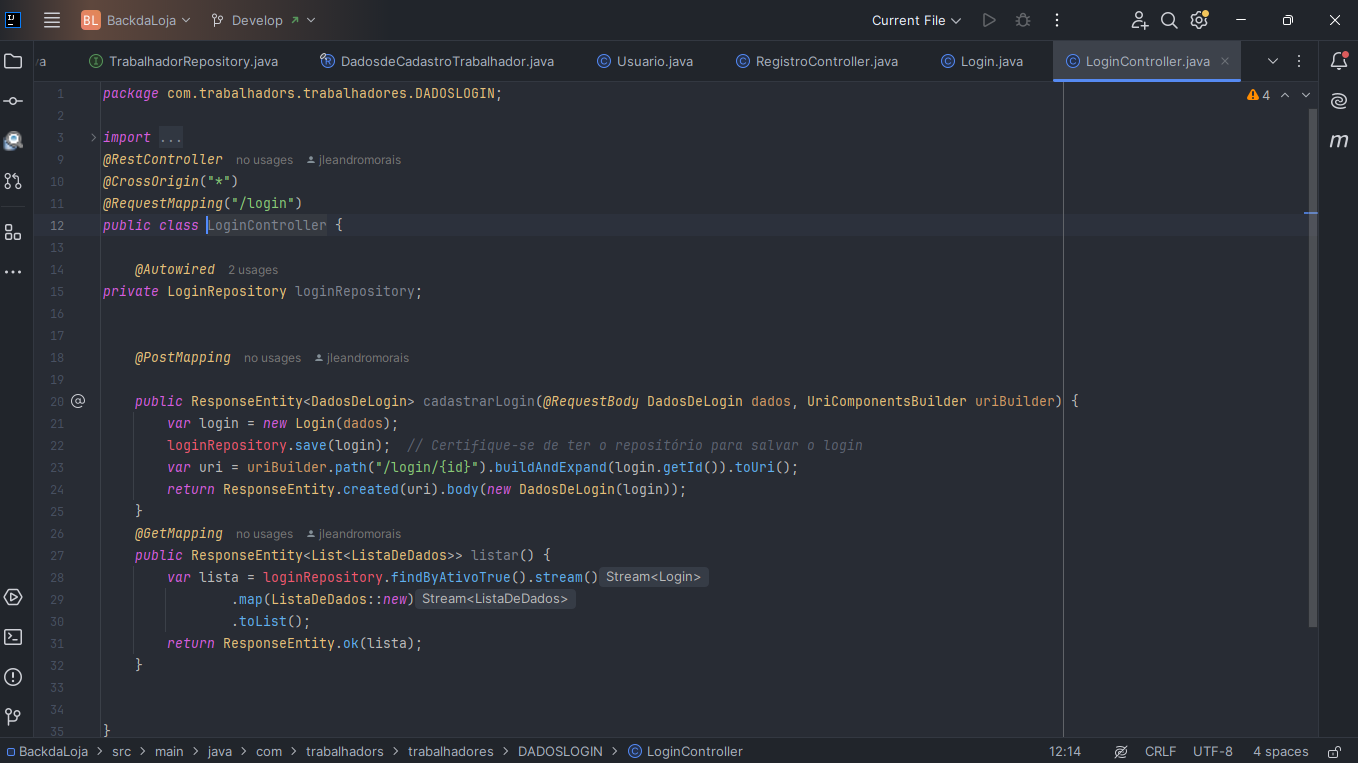 BL BackdaLoja Develop Current File
va TrabalhadorRepository.java DadosdeCadastroTrabalhador.java Usuario.java RegistroController.java Login.java LoginController.java
1 package com.trabalhadors.trabalhadores.DADOSLOGIN; 4
2
3 import ...
9 @RestController no usages jleandromorais
10 @CrossOrigin("*")
11 @RequestMapping("/login")
12 public class LoginController {
13
14 @Autowired 2 usages
15 private LoginRepository loginRepository;
16
17
18 @PostMapping no usages jleandromorais
19
20 public ResponseEntity<DadosDeLogin> cadastrarLogin(@RequestBody DadosDeLogin dados, UriComponentsBuilder uriBuilder) {
21 var login = new Login(dados);
22 loginRepository.save(login); // Certifique-se de ter o repositório para salvar o login
23 var uri = uriBuilder.path("/login/{id}").buildAndExpand(login.getId()).toUri();
24 return ResponseEntity.created(uri).body(new DadosDeLogin(login));
25 }
26 @GetMapping no usages jleandromorais
27 public ResponseEntity<List<ListaDeDados>> listar() {
28 var lista = loginRepository.findByAtivoTrue().stream() Stream<Login>
29 .map(ListaDeDados::new) Stream<ListaDeDados>
30 .toList();
31 return ResponseEntity.ok(lista);
32 }
33
34
35 }
BackdaLoja > src > main > java > com > trabalhadors > trabalhadores > DADOSLOGIN > LoginController 12:14 CRLF UTF-8 4 spaces